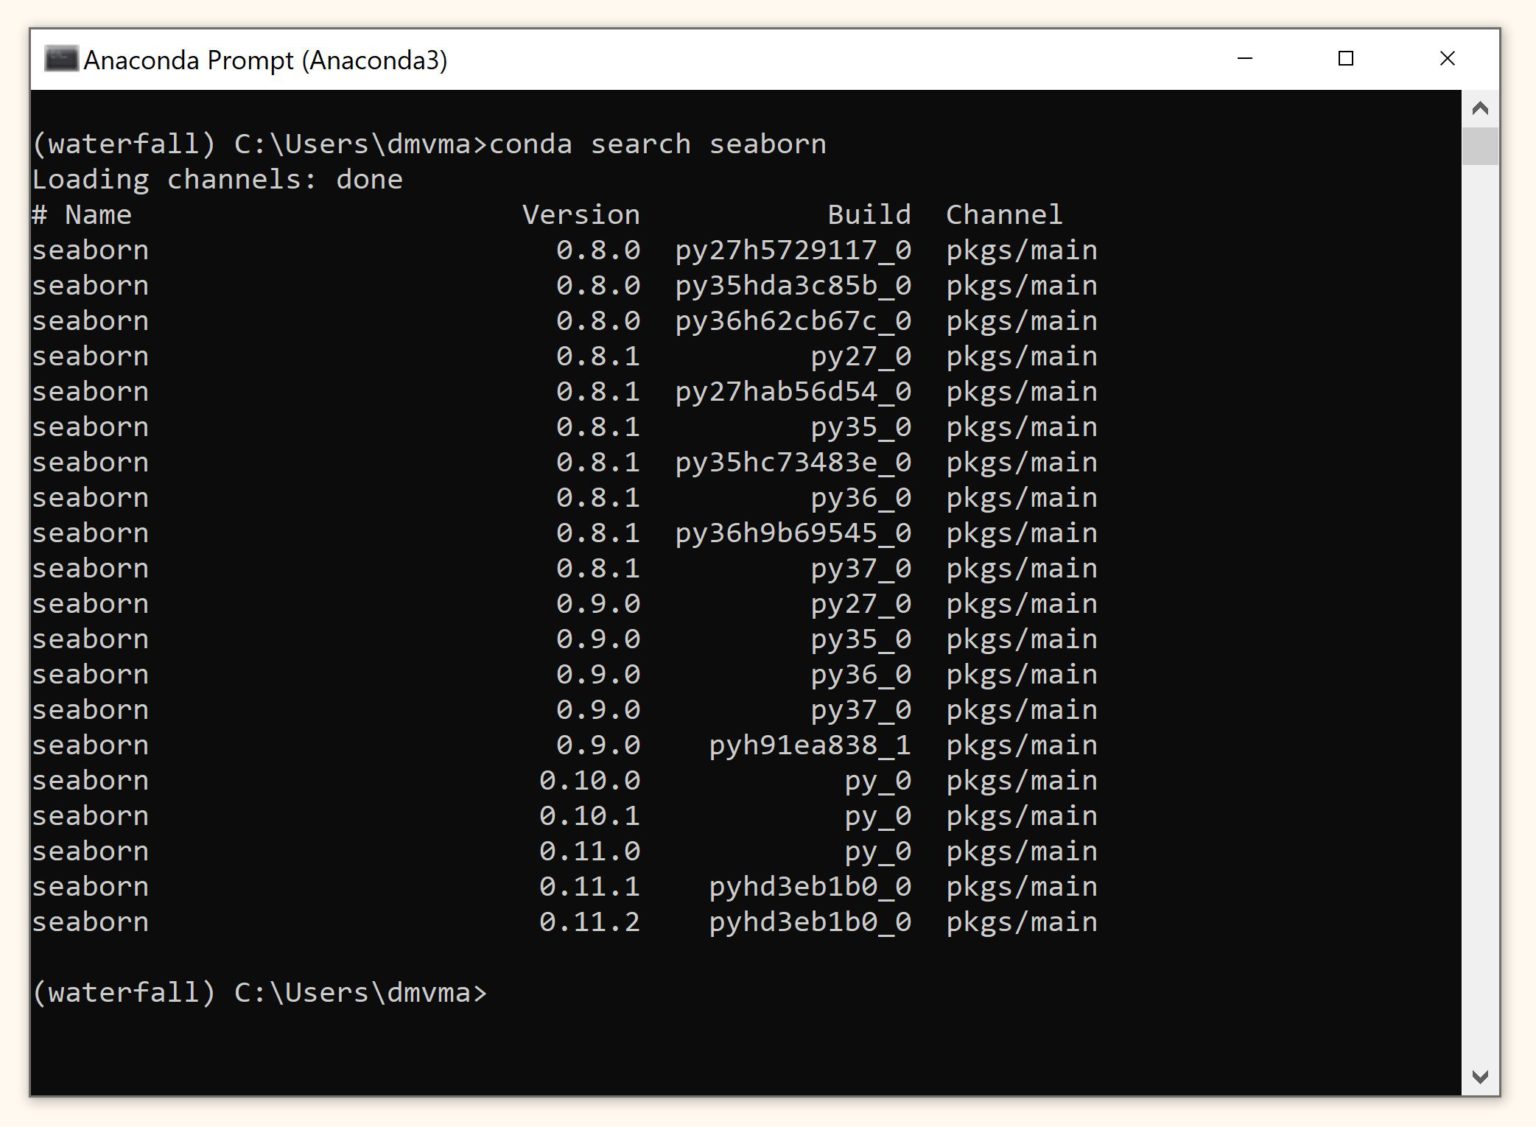 Anaconda Prompt (Anaconda3)
(waterfall) C:\Users\dmvma>conda search seaborn
Loading channels: done
# Name                       Version           Build  Channel
seaborn                        0.8.0  py27h5729117_0  pkgs/main
seaborn                        0.8.0  py35hda3c85b_0  pkgs/main
seaborn                        0.8.0  py36h62cb67c_0  pkgs/main
seaborn                        0.8.1          py27_0  pkgs/main
seaborn                        0.8.1  py27hab56d54_0  pkgs/main
seaborn                        0.8.1          py35_0  pkgs/main
seaborn                        0.8.1  py35hc73483e_0  pkgs/main
seaborn                        0.8.1          py36_0  pkgs/main
seaborn                        0.8.1  py36h9b69545_0  pkgs/main
seaborn                        0.8.1          py37_0  pkgs/main
seaborn                        0.9.0          py27_0  pkgs/main
seaborn                        0.9.0          py35_0  pkgs/main
seaborn                        0.9.0          py36_0  pkgs/main
seaborn                        0.9.0          py37_0  pkgs/main
seaborn                        0.9.0    pyh91ea838_1  pkgs/main
seaborn                       0.10.0            py_0  pkgs/main
seaborn                       0.10.1            py_0  pkgs/main
seaborn                       0.11.0            py_0  pkgs/main
seaborn                       0.11.1    pyhd3eb1b0_0  pkgs/main
seaborn                       0.11.2    pyhd3eb1b0_0  pkgs/main
(waterfall) C:\Users\dmvma>